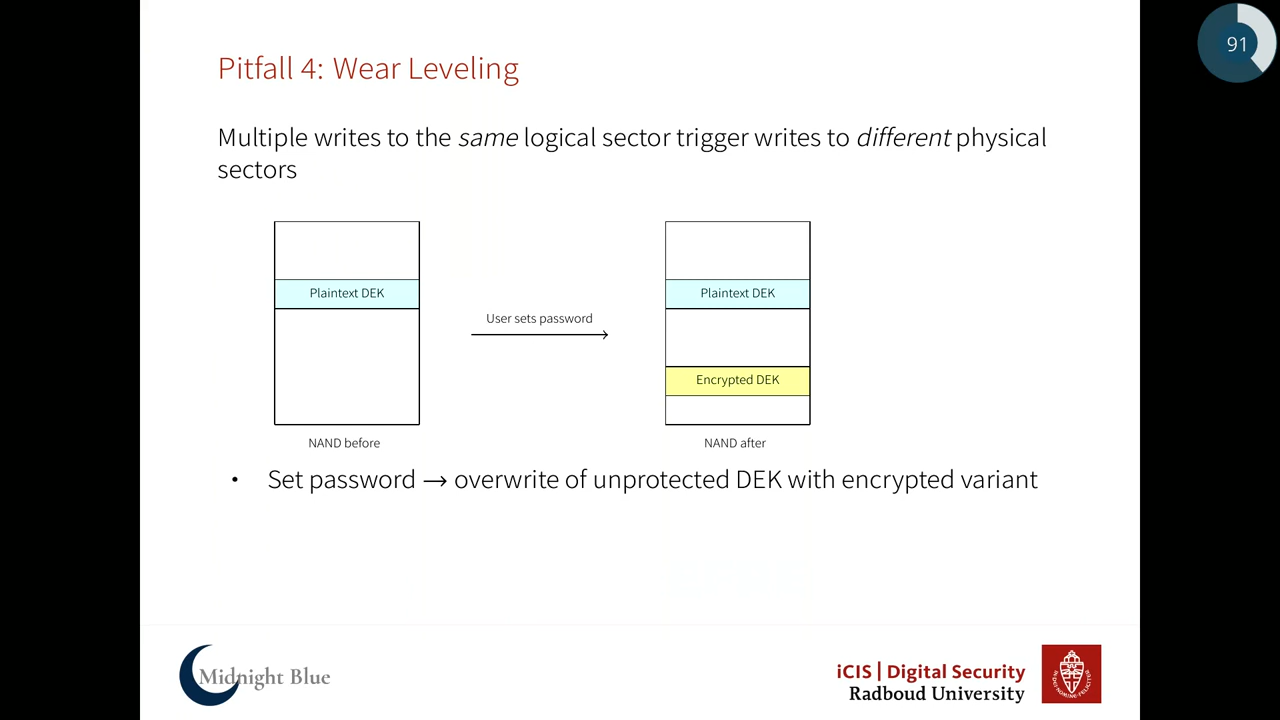 91
Pitfall 4: Wear Leveling
Multiple writes to the same logical sector trigger writes to different physical
sectors
Plaintext DEK
User sets password
Plaintext DEK
Encrypted DEK
NAND before
NAND after
• Set password → overwrite of unprotected DEK with encrypted variant
Midnight Blue
iCIS | Digital Security
Radboud University